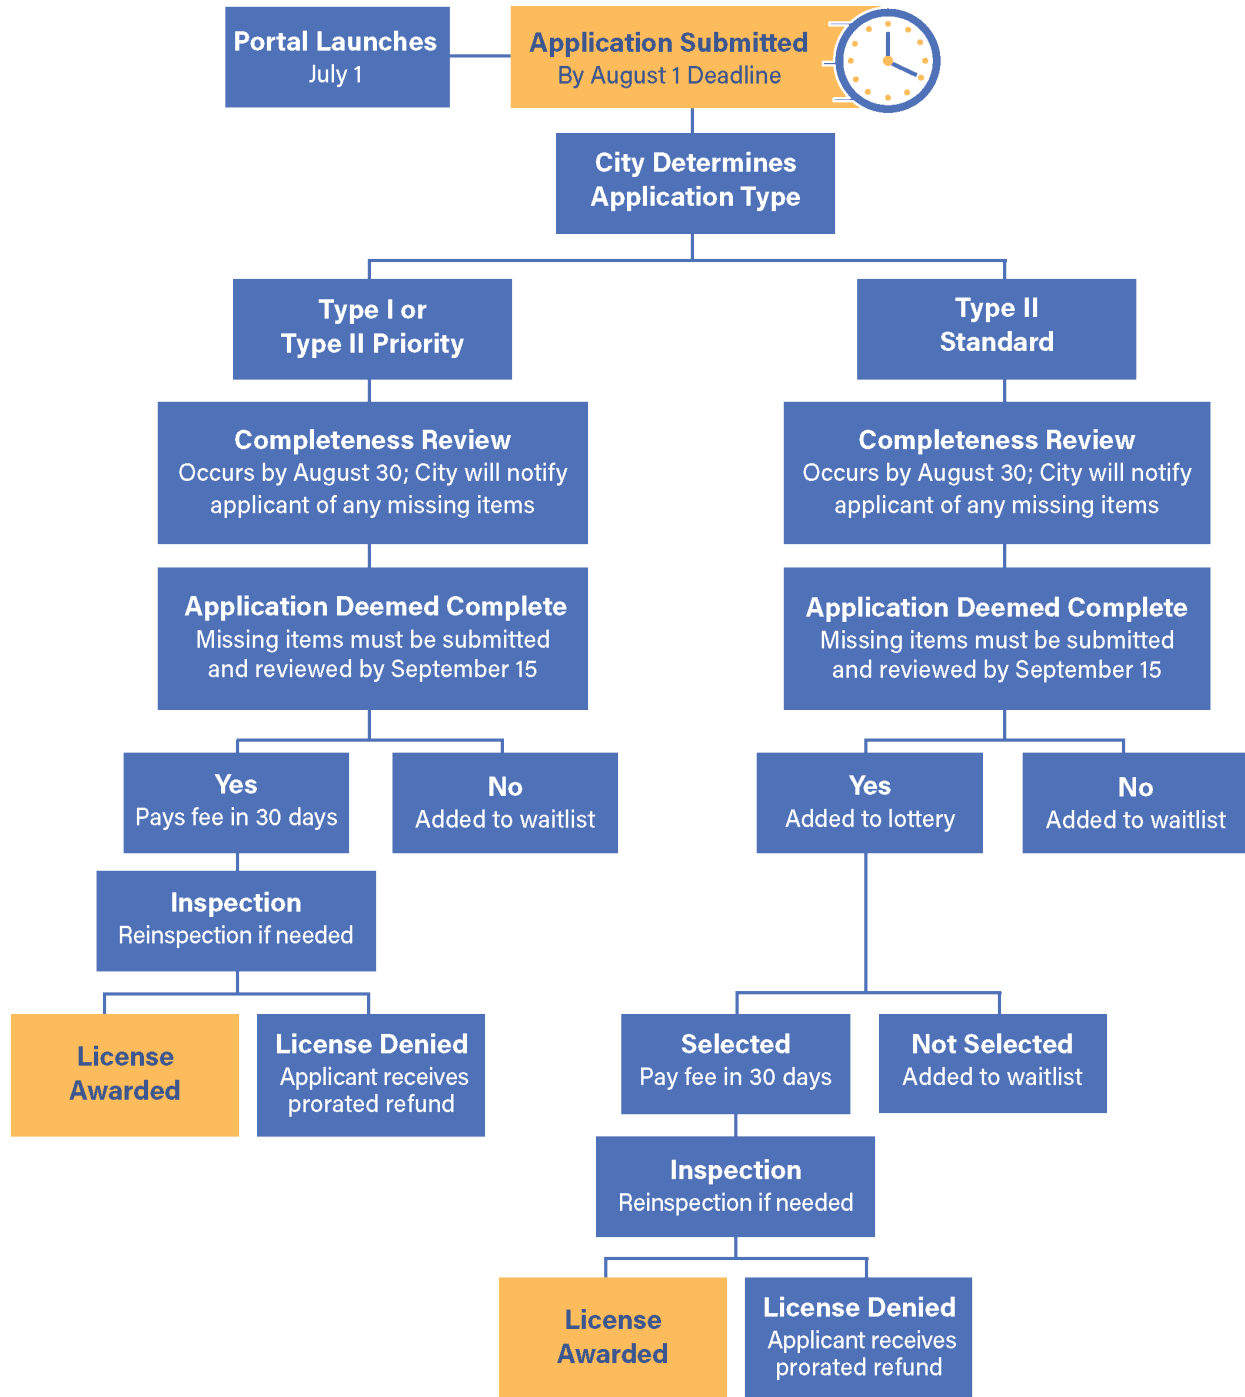 Portal Launches
July 1
Application Submitted
By August 1 Deadline
City Determines
Application Type
Type I or
Type II Priority
Type II
Standard
Completeness Review
Occurs by August 30; City will notify
applicant of any missing items
Completeness Review
Occurs by August 30; City will notify
applicant of any missing items
Application Deemed Complete
Missing items must be submitted
and reviewed by September 15
Application Deemed Complete
Missing items must be submitted
and reviewed by September 15
Yes
Pays fee in 30 days
No
Added to waitlist
Yes
Added to lottery
No
Added to waitlist
Inspection
Reinspection if needed
License
Awarded
License Denied
Applicant receives
prorated refund
Selected
Pay fee in 30 days
Not Selected
Added to waitlist
Inspection
Reinspection if needed
License
Awarded
License Denied
Applicant receives
prorated refund